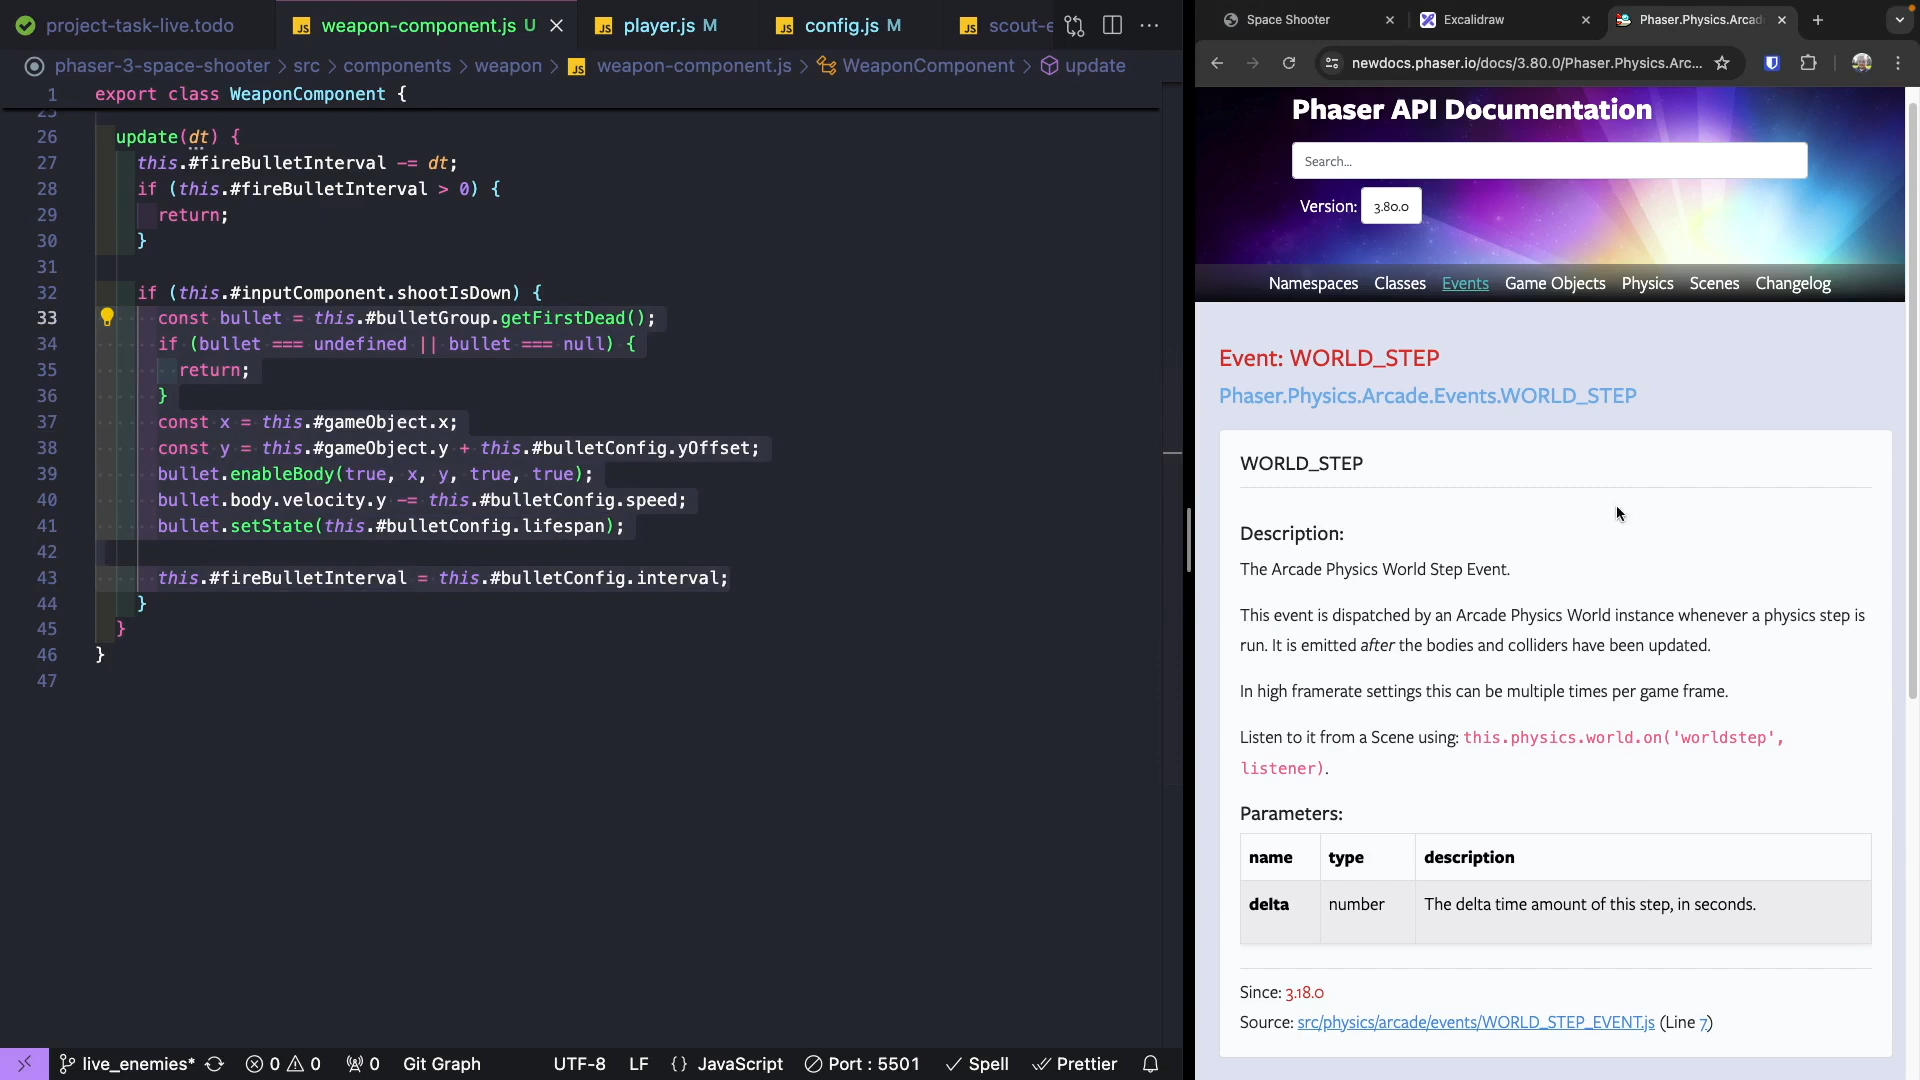 project-task-live.todo
weapon-component.js U
player.js M
config.js M
scout-e
phaser-3-space-shooter > src > components > weapon > weapon-component.js > WeaponComponent > update
1 export class WeaponComponent {
25
26 update(dt) {
27 this.#fireBulletInterval -= dt;
28 if (this.#fireBulletInterval > 0) {
29 return;
30 }
31
32 if (this.#inputComponent.shootIsDown) {
33 const bullet = this.#bulletGroup.getFirstDead();
34 if (bullet === undefined || bullet === null) {
35 return;
36 }
37 const x = this.#gameObject.x;
38 const y = this.#gameObject.y + this.#bulletConfig.yOffset;
39 bullet.enableBody(true, x, y, true, true);
40 bullet.body.velocity.y -= this.#bulletConfig.speed;
41 bullet.setState(this.#bulletConfig.lifespan);
42
43 this.#fireBulletInterval = this.#bulletConfig.interval;
44 }
45 }
46 }
47
live_enemies* 0 0 0 Git Graph UTF-8 LF {} JavaScript Port : 5501 Spell Prettier
Space Shooter
Excalidraw
Phaser.Physics.Arcad
newdocs.phaser.io/docs/3.80.0/Phaser.Physics.Arc...
Phaser API Documentation
Search...
Version: 3.80.0
Namespaces Classes Events Game Objects Physics Scenes Changelog
Event: WORLD_STEP
Phaser.Physics.Arcade.Events.WORLD_STEP
WORLD_STEP
Description:
The Arcade Physics World Step Event.
This event is dispatched by an Arcade Physics World instance whenever a physics step is
run. It is emitted after the bodies and colliders have been updated.
In high framerate settings this can be multiple times per game frame.
Listen to it from a Scene using: this.physics.world.on('worldstep',
listener).
Parameters:
name type description
delta number The delta time amount of this step, in seconds.
Since: 3.18.0
Source: src/physics/arcade/events/WORLD_STEP_EVENT.js (Line 7)